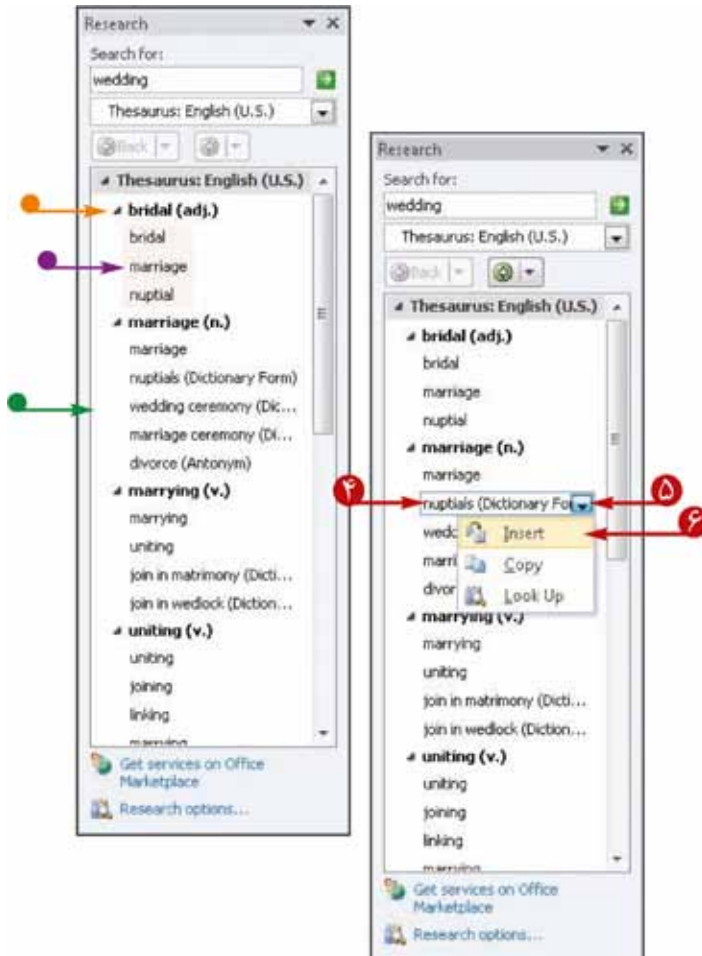 Research
Search for:
wedding
Thesaurus: English (U.S.)
Back
Thesaurus: English (U.S.)
bridal (adj.)
bridal
marriage
nuptial
marriage (n.)
marriage
nuptials (Dictionary Form)
wedding ceremony (Dic...
marriage ceremony (Di...
divorce (Antonym)
marrying (v.)
marrying
uniting
join in matrimony (Dicti...
join in wedlock (Diction...
uniting (v.)
uniting
joining
linking
marrying
Get services on Office
Marketplace
Research options...
Research
Search for:
wedding
Thesaurus: English (U.S.)
Back
Thesaurus: English (U.S.)
bridal (adj.)
bridal
marriage
nuptial
marriage (n.)
marriage
۴
nuptials (Dictionary For
۵
wedc
Insert
۶
marri
Copy
divor
Look Up
marrying (v.)
marrying
uniting
join in matrimony (Dicti...
join in wedlock (Diction...
uniting (v.)
uniting
joining
linking
marrying
Get services on Office
Marketplace
Research options...